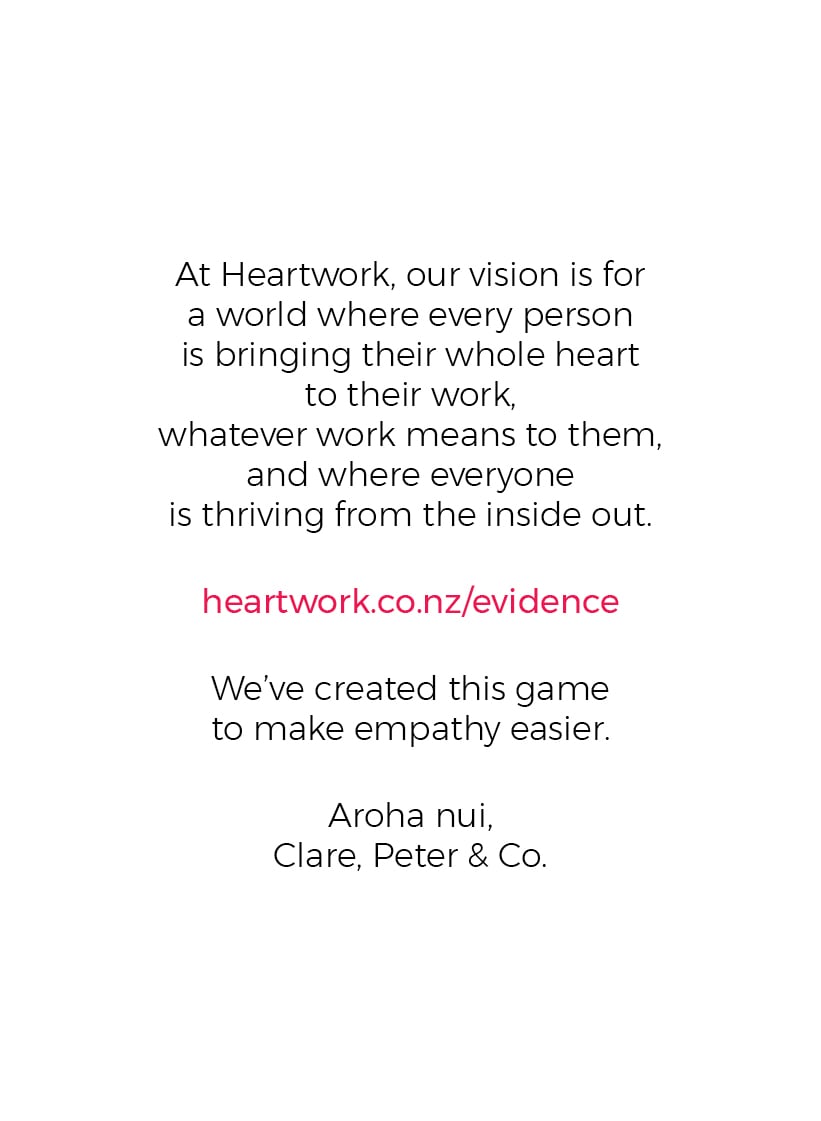 At Heartwork, our vision is for
a world where every person
is bringing their whole heart
to their work,
whatever work means to them,
and where everyone
is thriving from the inside out.
heartwork.co.nz/evidence
We’ve created this game
to make empathy easier.
Aroha nui,
Clare, Peter & Co.